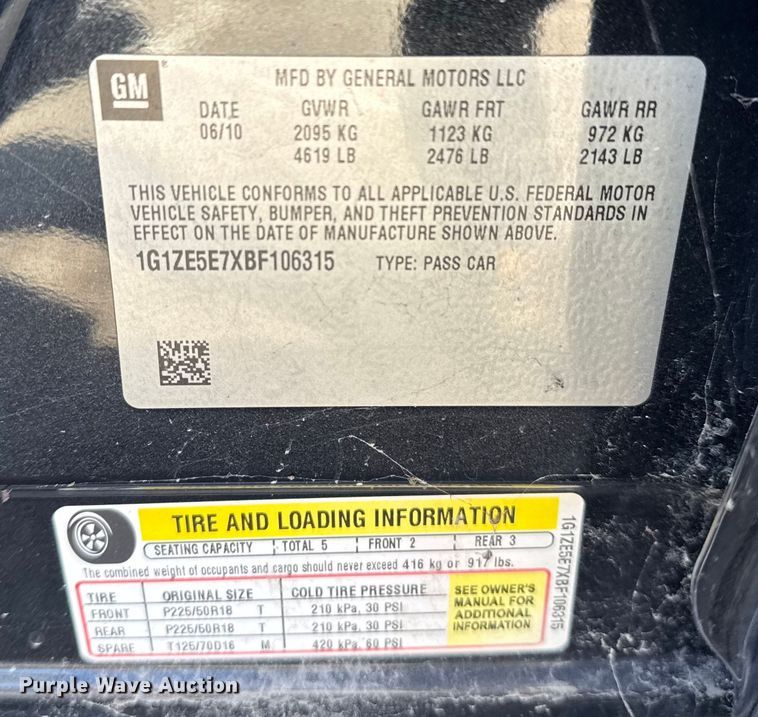 GM
MFD BY GENERAL MOTORS LLC
DATE GVWR GAWR FRT GAWR RR
06/10 2095 KG 1123 KG 972 KG
4619 LB 2476 LB 2143 LB
THIS VEHICLE CONFORMS TO ALL APPLICABLE U.S. FEDERAL MOTOR
VEHICLE SAFETY, BUMPER, AND THEFT PREVENTION STANDARDS IN
EFFECT ON THE DATE OF MANUFACTURE SHOWN ABOVE.
1G1ZE5E7XBF106315 TYPE: PASS CAR
TIRE AND LOADING INFORMATION
SEATING CAPACITY TOTAL 5 FRONT 2 REAR 3
The combined weight of occupants and cargo should never exceed 416 kg or 917 lbs.
TIRE ORIGINAL SIZE COLD TIRE PRESSURE
FRONT P225/50R18 T 210 kPa, 30 PSI
REAR P225/50R18 T 210 kPa, 30 PSI
SPARE T125/70D16 M 420 kPa, 60 PSI
SEE OWNER'S
MANUAL FOR
ADDITIONAL
INFORMATION
1G1ZE5E7XBF106315
Purple Wave Auction